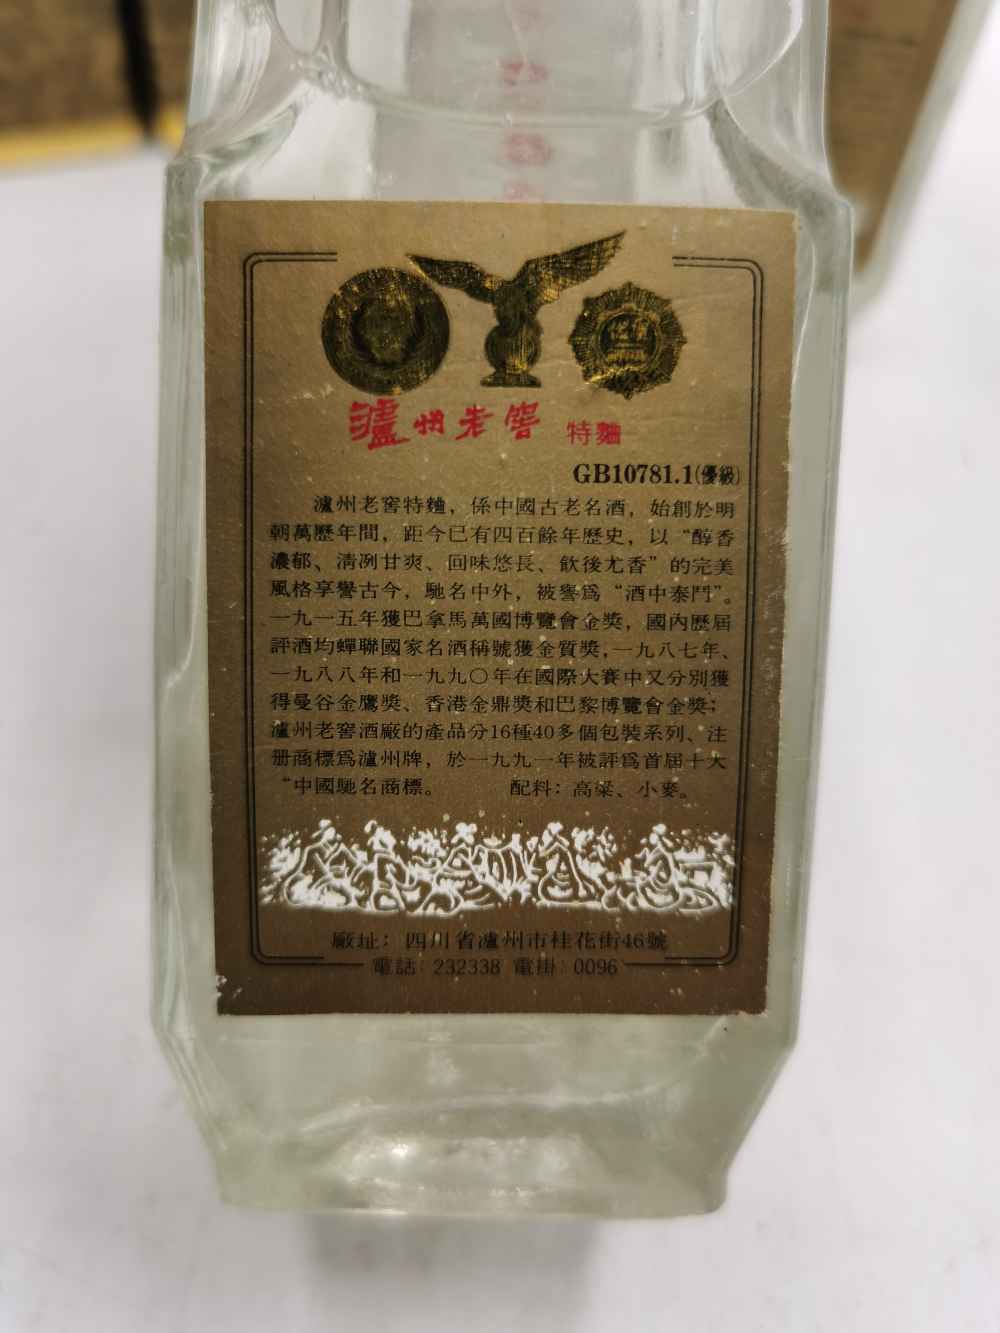 瀘州老窖 特麯
GB10781.1(優級)
瀘州老窖特麯，係中國古老名酒，始創於明
朝萬歷年間，距今已有四百餘年歷史，以“醇香
濃郁、清洌甘爽、回味悠長、飲後尤香”的完美
風格享譽古今，馳名中外，被譽爲“酒中泰鬥”。
一九一五年獲巴拿馬萬國博覽會金獎，國內歷屆
評酒均蟬聯國家名酒稱號獲金質獎，一九八七年、
一九八八年和一九九〇年在國際大賽中又分別獲
得曼谷金鷹獎、香港金鼎獎和巴黎博覽會金獎；
瀘州老窖酒廠的產品分16種40多個包裝系列、注
册商標爲瀘州牌，於一九九一年被評爲首屆十大
“中國馳名商標。 配料：高粱、小麥。
廠址：四川省瀘州市桂花街46號
電話：232338 電掛：0096